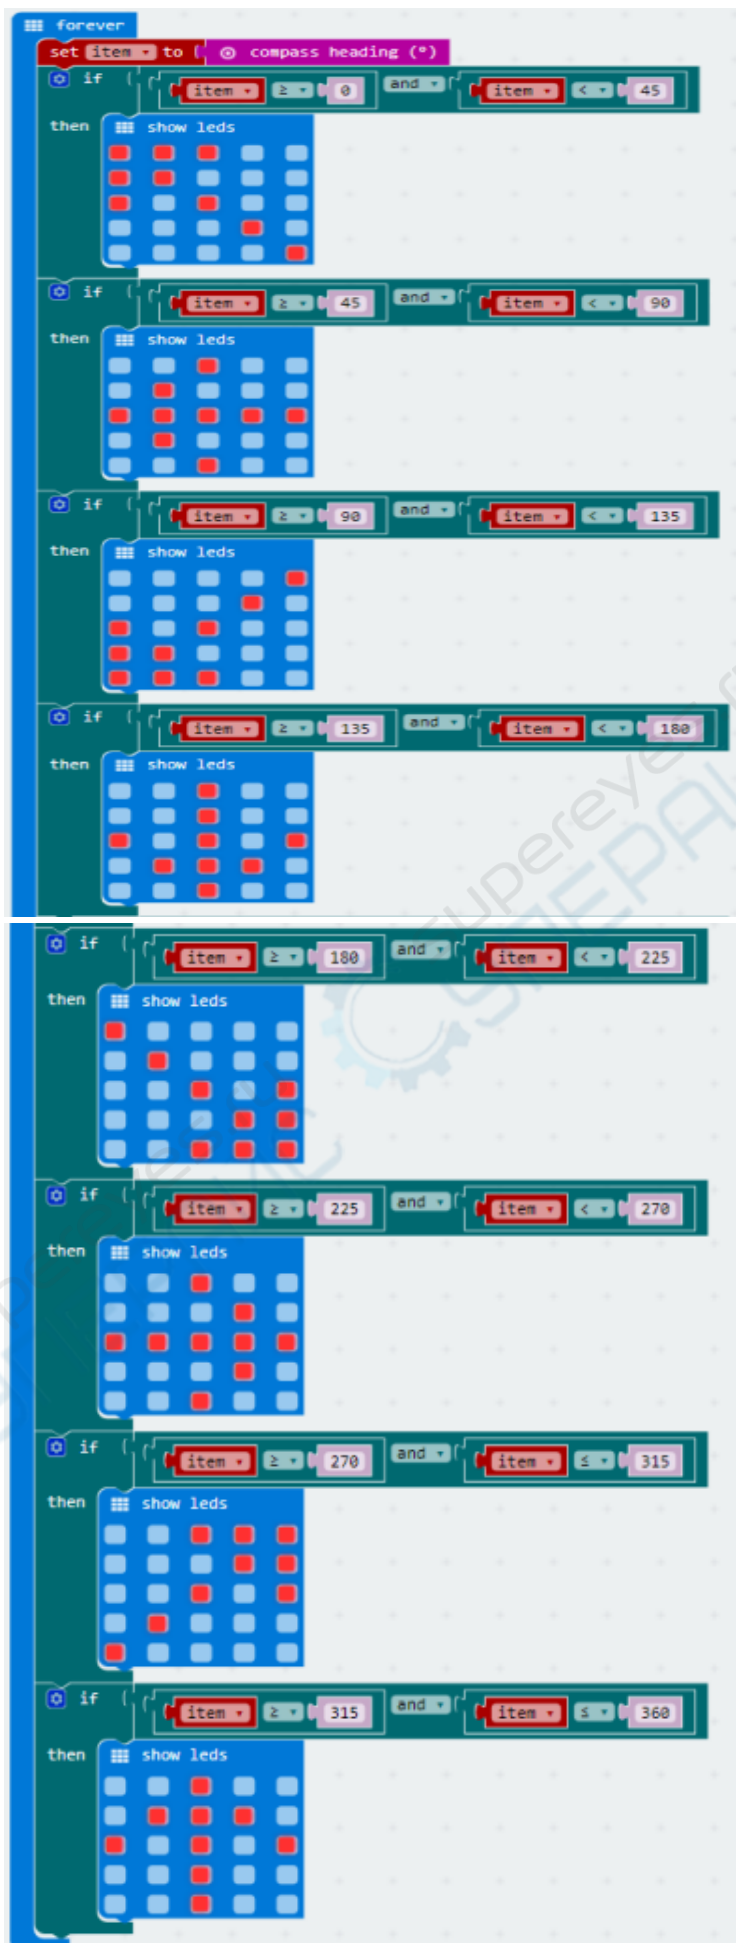 forever
set item to compass heading (°)
if item ≥ 0 and item < 45
then show leds
if item ≥ 45 and item < 90
then show leds
if item ≥ 90 and item < 135
then show leds
if item ≥ 135 and item < 180
then show leds
if item ≥ 180 and item < 225
then show leds
if item ≥ 225 and item < 270
then show leds
if item ≥ 270 and item ≤ 315
then show leds
if item ≥ 315 and item ≤ 360
then show leds